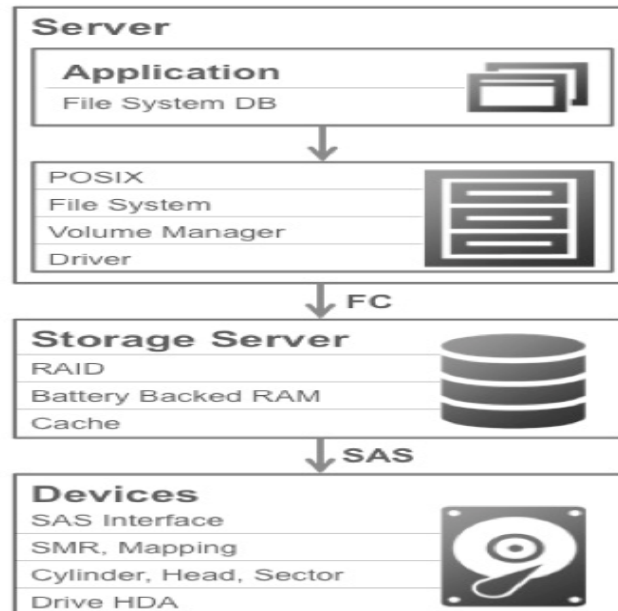 Server
Application
File System DB
POSIX
File System
Volume Manager
Driver
FC
Storage Server
RAID
Battery Backed RAM
Cache
SAS
Devices
SAS Interface
SMR, Mapping
Cylinder, Head, Sector
Drive HDA